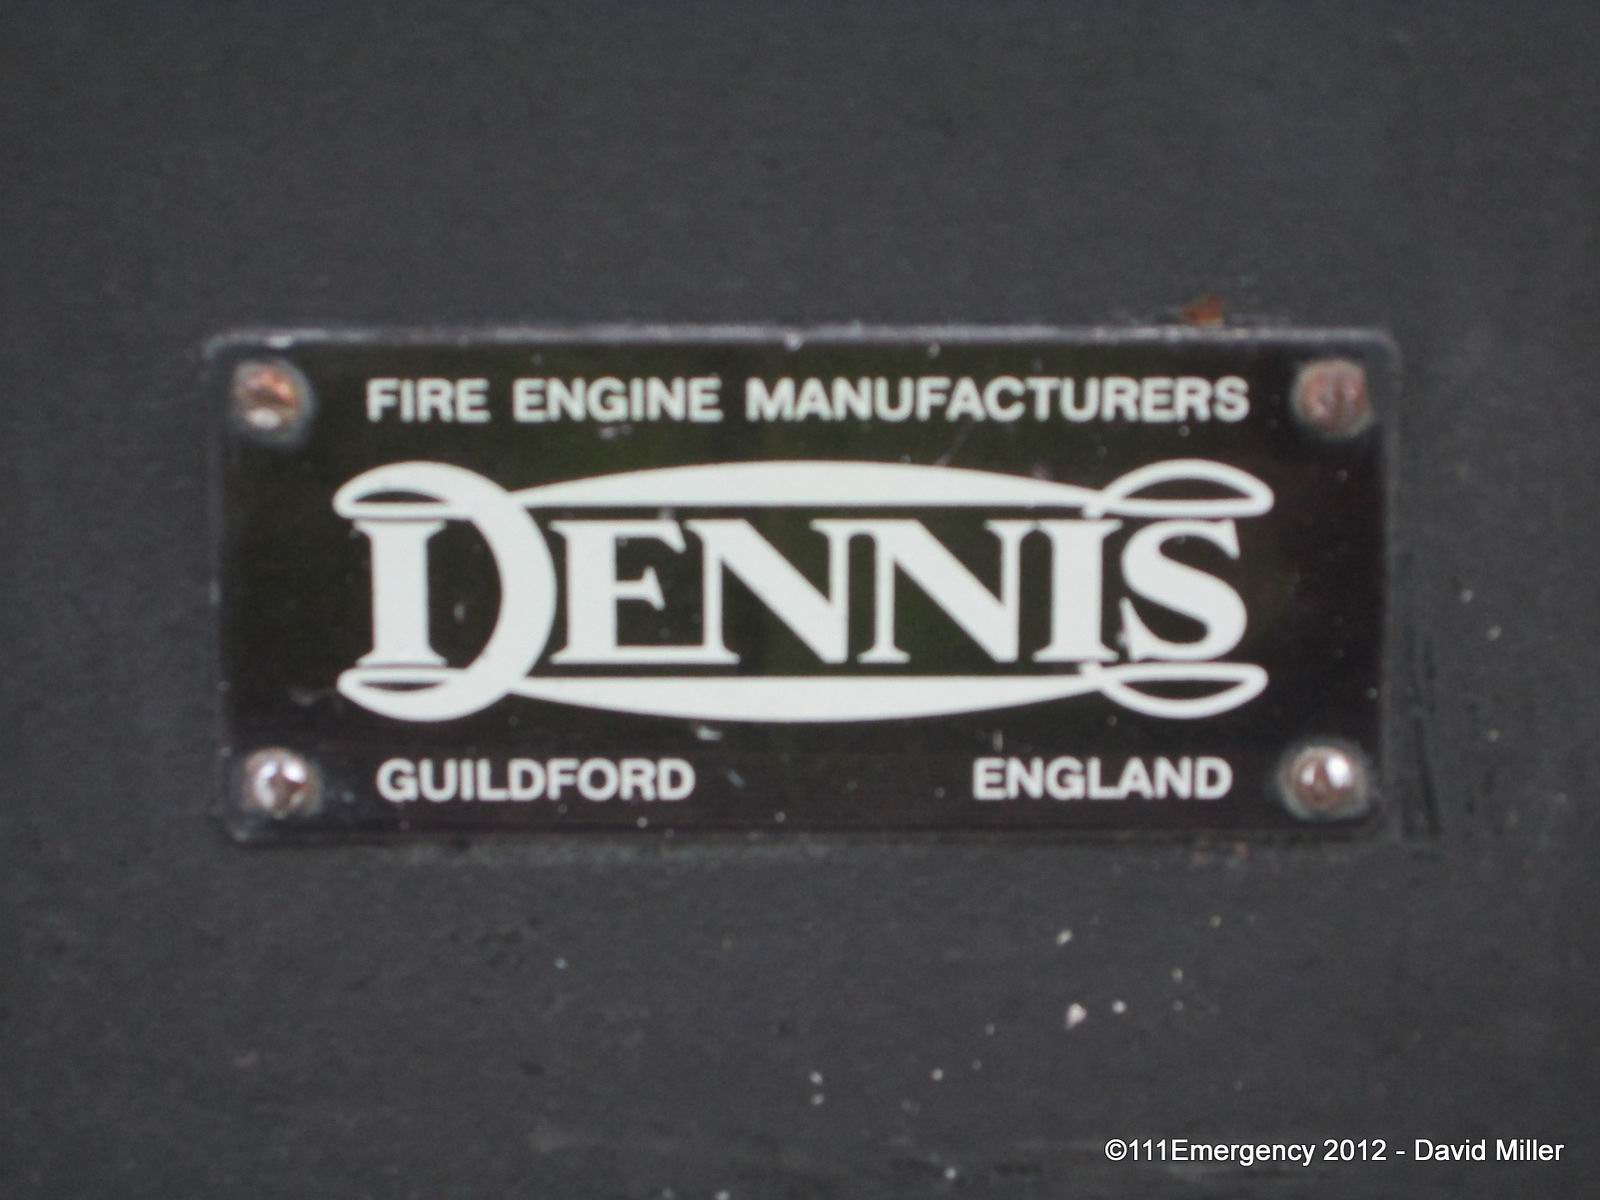 FIRE ENGINE MANUFACTURERS
DENNIS
GUILDFORD ENGLAND
©111Emergency 2012 - David Miller